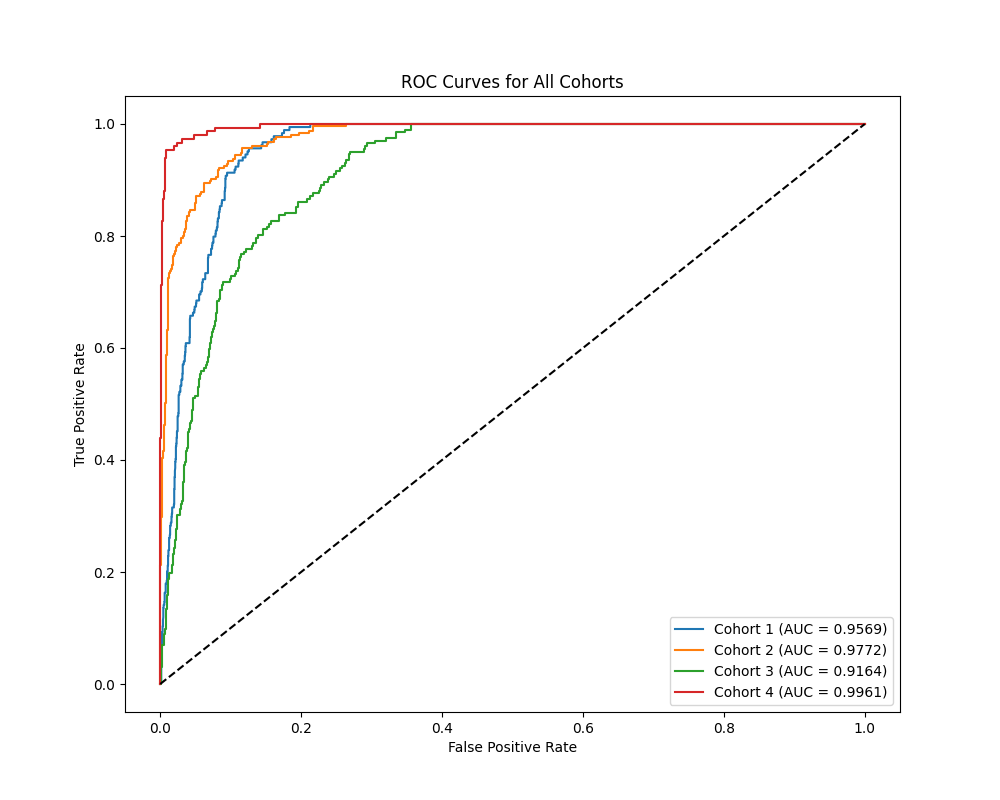 ROC Curves for All Cohorts
1.0
0.8
0.6
0.4
0.2
0.0
True Positive Rate
0.0 0.2 0.4 0.6 0.8 1.0
False Positive Rate
Cohort 1 (AUC = 0.9569)
Cohort 2 (AUC = 0.9772)
Cohort 3 (AUC = 0.9164)
Cohort 4 (AUC = 0.9961)